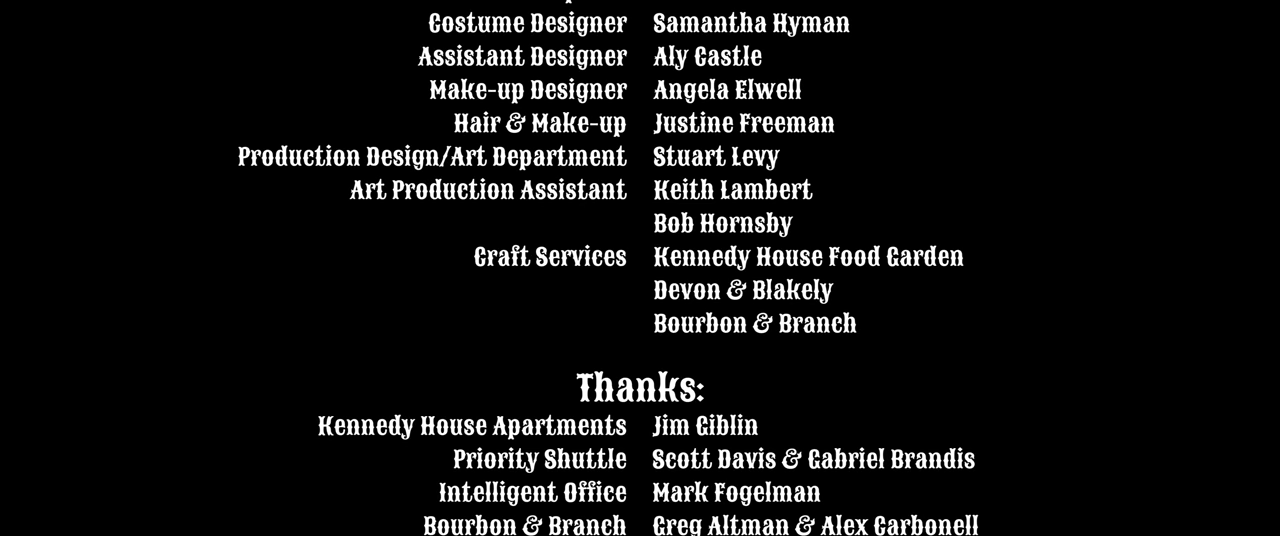 Costume Designer Samantha Hyman
Assistant Designer Aly Castle
Make-up Designer Angela Elwell
Hair & Make-up Justine Freeman
Production Design/Art Department Stuart Levy
Art Production Assistant Keith Lambert
Bob Hornsby
Craft Services Kennedy House Food Garden
Devon & Blakely
Bourbon & Branch
Thanks:
Kennedy House Apartments Jim Giblin
Priority Shuttle Scott Davis & Gabriel Brandis
Intelligent Office Mark Fogelman
Bourbon & Branch Greg Altman & Alex Carbonell